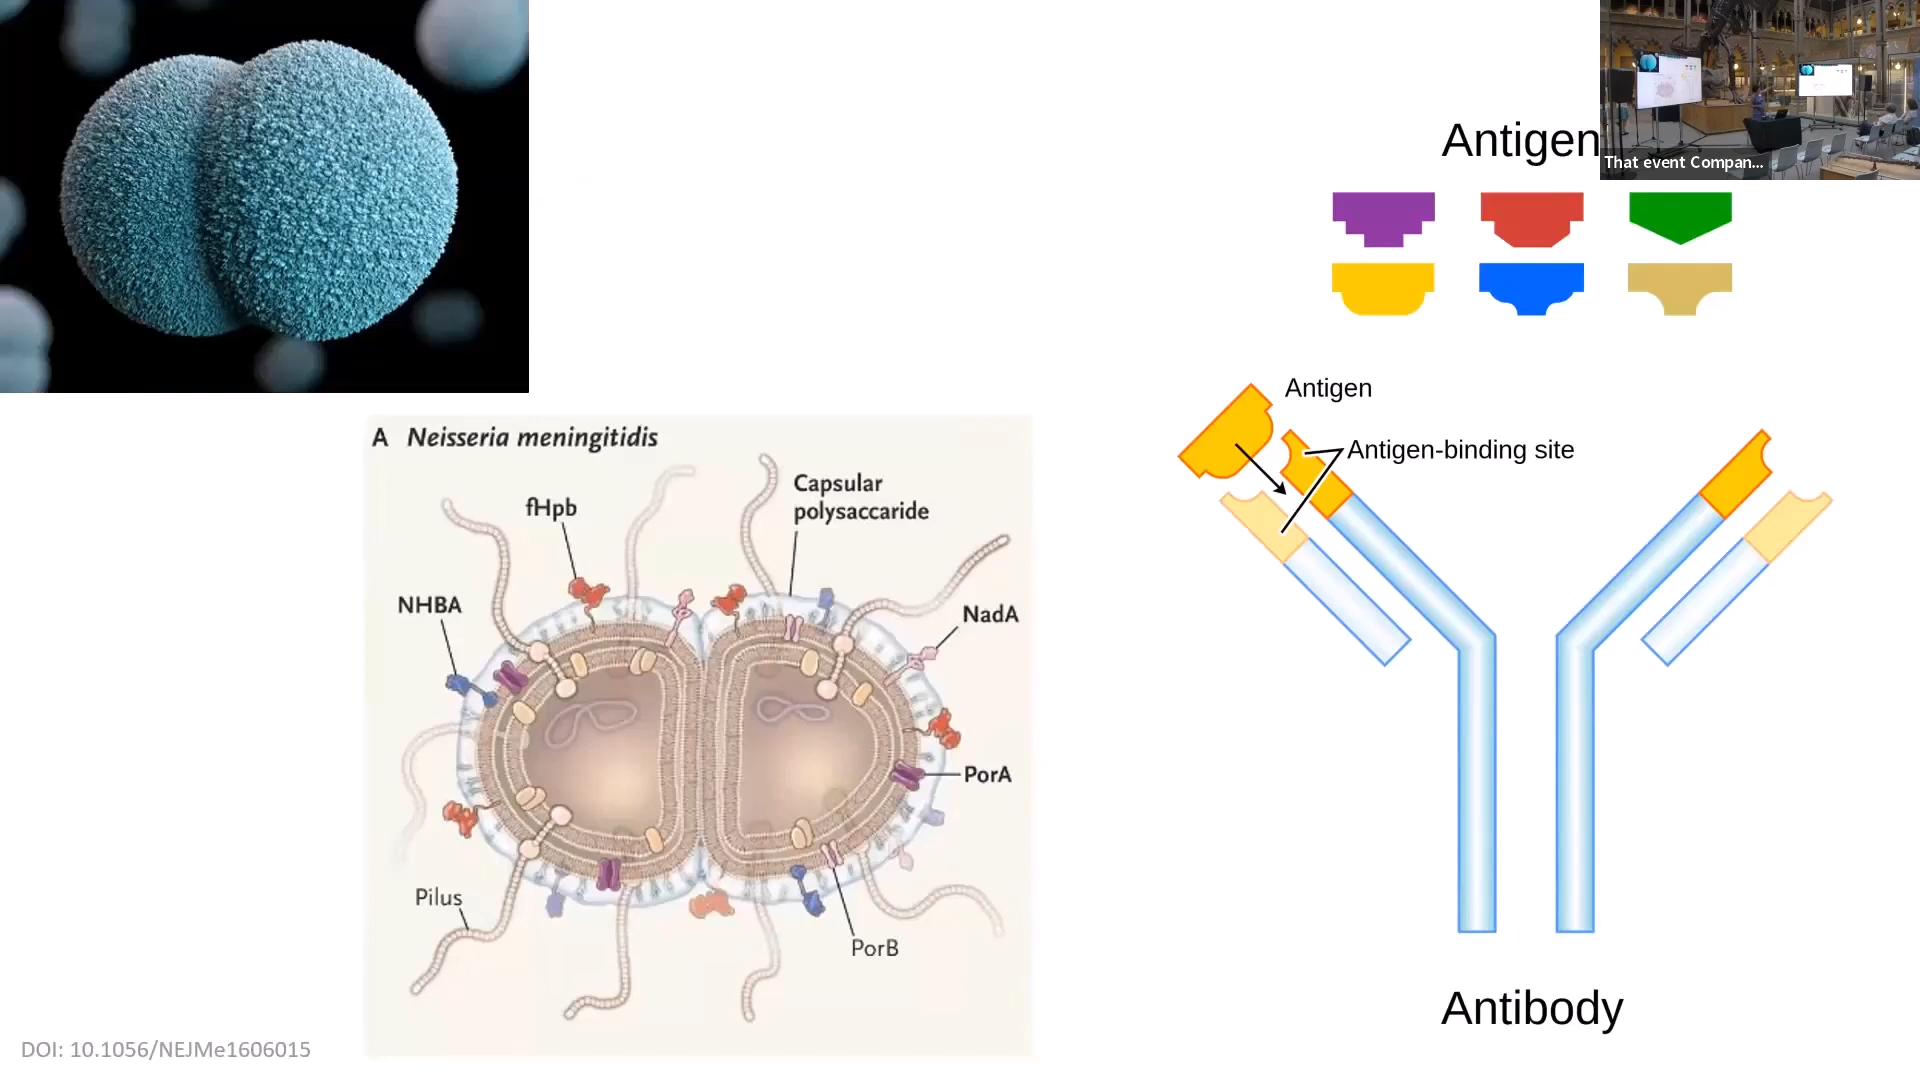 Antigen
That event Compan...
Antigen
Antigen-binding site
A Neisseria meningitidis
fHpb
Capsular
polysaccaride
NHBA
NadA
PorA
Pilus
PorB
Antibody
DOI: 10.1056/NEJMe1606015